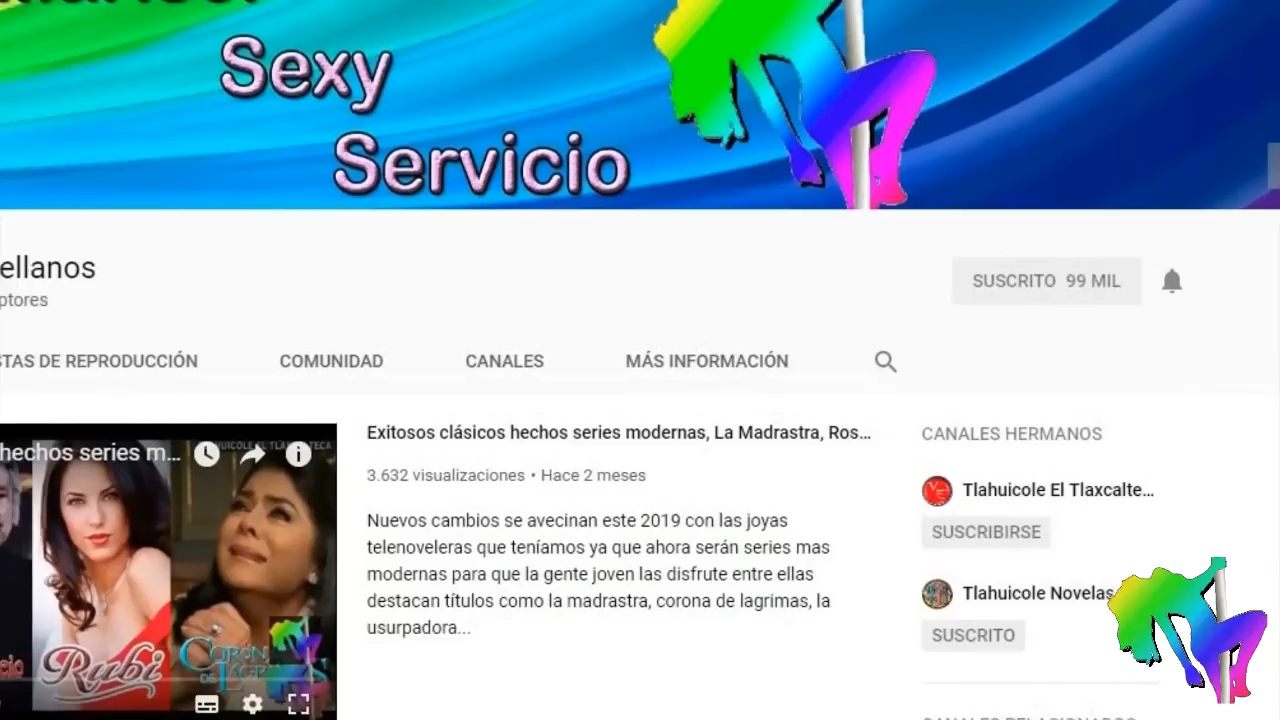 Sexy
Servicio
ellanos
SUSCRITO 99 MIL
ptores
STAS DE REPRODUCCIÓN
COMUNIDAD
CANALES
MÁS INFORMACIÓN
hechos series m...
Exitosos clásicos hechos series modernas, La Madrastra, Ros...
3.632 visualizaciones • Hace 2 meses
Nuevos cambios se avecinan este 2019 con las joyas
telenoveleras que teníamos ya que ahora serán series mas
modernas para que la gente joven las disfrute entre ellas
destacan títulos como la madrastra, corona de lagrimas, la
usurpadora...
Rubi
CANALES HERMANOS
Tlahuicole El Tlaxcalte...
SUSCRIBIRSE
Tlahuicole Novelas
SUSCRITO
CANALES RELACIONADOS